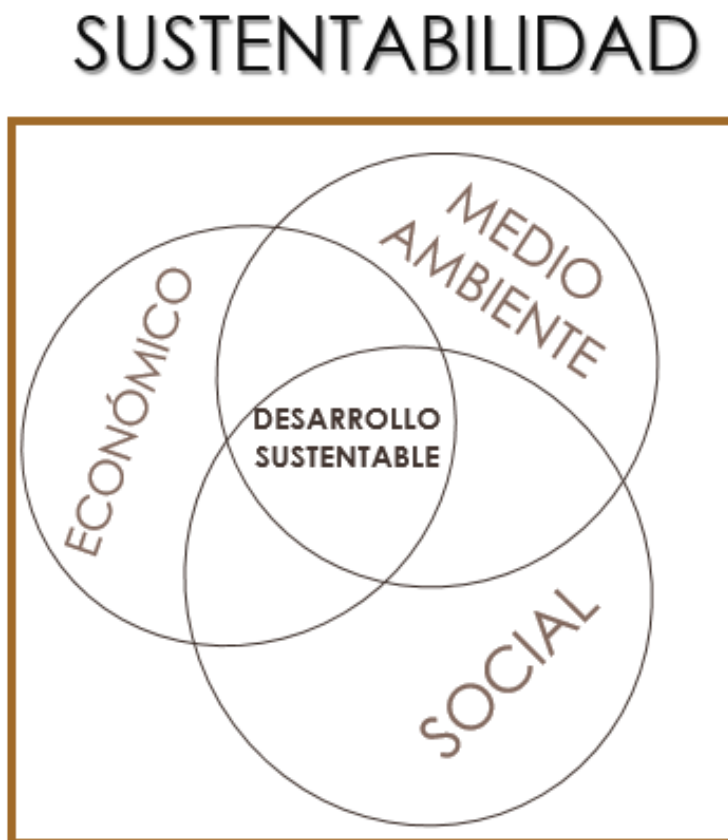 SUSTENTABILIDAD
MEDIO
AMBIENTE
ECONÓMICO
DESARROLLO
SUSTENTABLE
SOCIAL